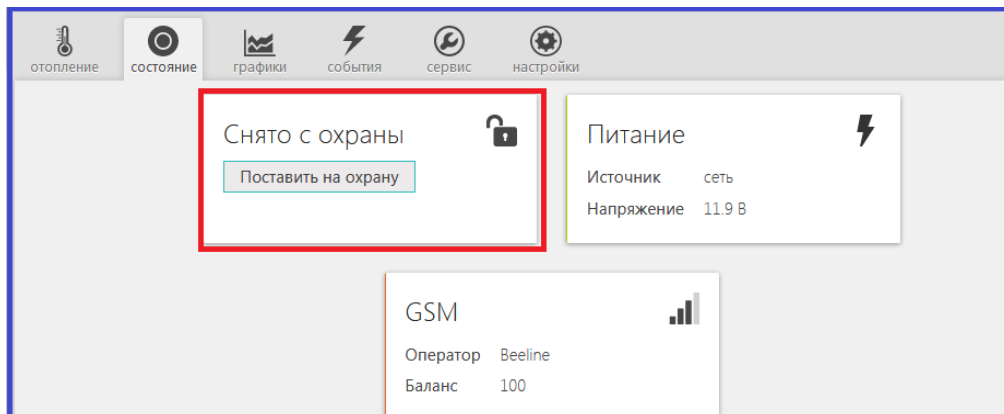 отопление состояние графики события сервис настройки
Снято с охраны
Поставить на охрану
Питание
Источник сеть
Напряжение 11.9 В
GSM
Оператор Beeline
Баланс 100